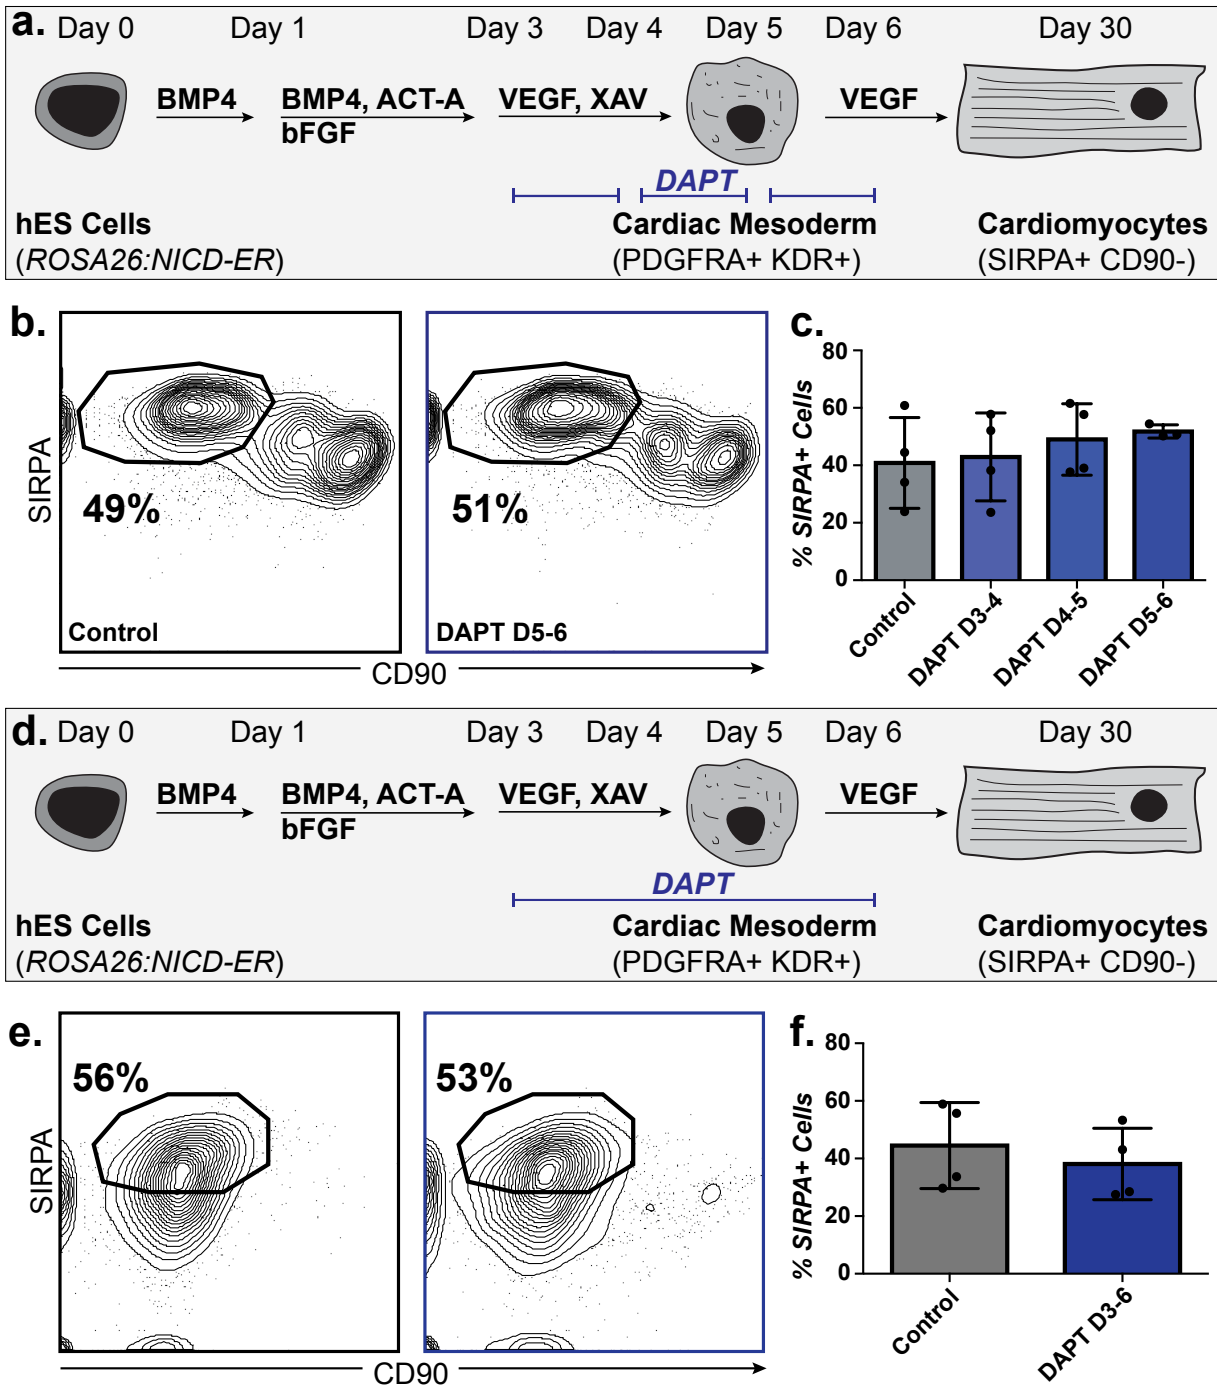 a. Day 0 Day 1 Day 3 Day 4 Day 5 Day 6 Day 30
BMP4 BMP4, ACT-A VEGF, XAV VEGF
bFGF
DAPT
hES Cells Cardiac Mesoderm Cardiomyocytes
(ROSA26:NICD-ER) (PDGFRA+ KDR+) (SIRPA+ CD90-)
b.
SIRPA
49%
Control
51%
DAPT D5-6
CD90
c.
% SIRPA+ Cells
80
60
40
20
0
Control
DAPT D3-4
DAPT D4-5
DAPT D5-6
d. Day 0 Day 1 Day 3 Day 4 Day 5 Day 6 Day 30
BMP4 BMP4, ACT-A VEGF, XAV VEGF
bFGF
DAPT
hES Cells Cardiac Mesoderm Cardiomyocytes
(ROSA26:NICD-ER) (PDGFRA+ KDR+) (SIRPA+ CD90-)
e.
SIRPA
56%
53%
CD90
f.
% SIRPA+ Cells
80
60
40
20
0
Control
DAPT D3-6